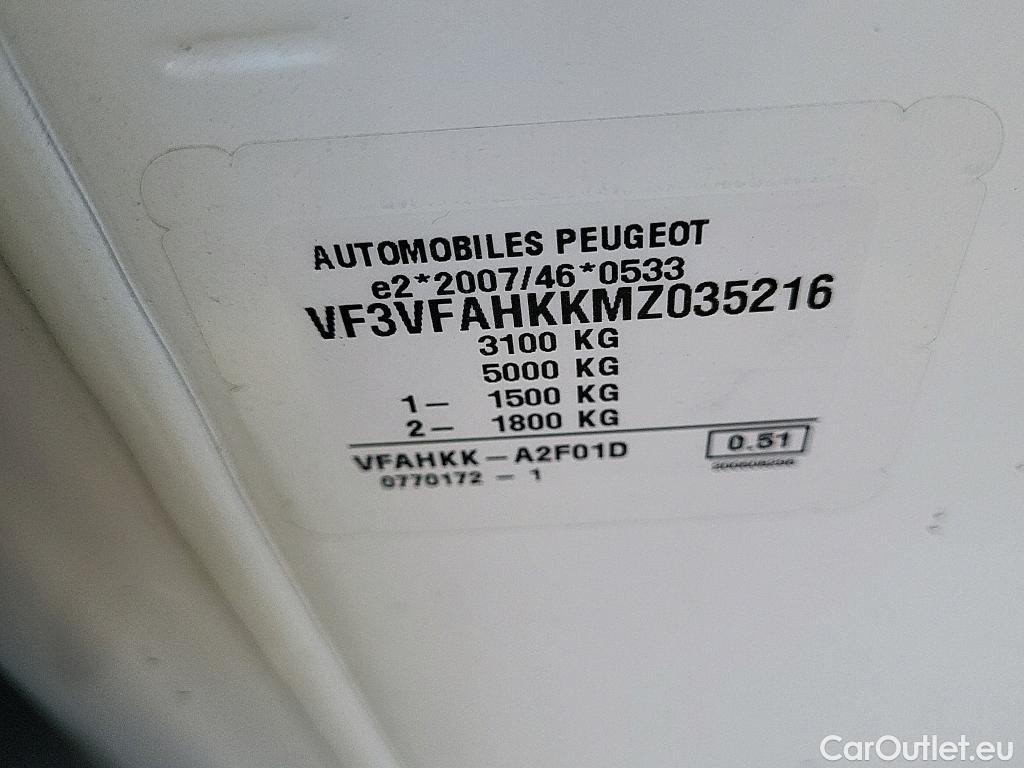 AUTOMOBILES PEUGEOT
e2*2007/46*0533
VF3VFAHKKMZ035216
3100 KG
5000 KG
1- 1500 KG
2- 1800 KG
VFAHKK-A2F01D
0.51
0770172 - 1
CarOutlet.eu